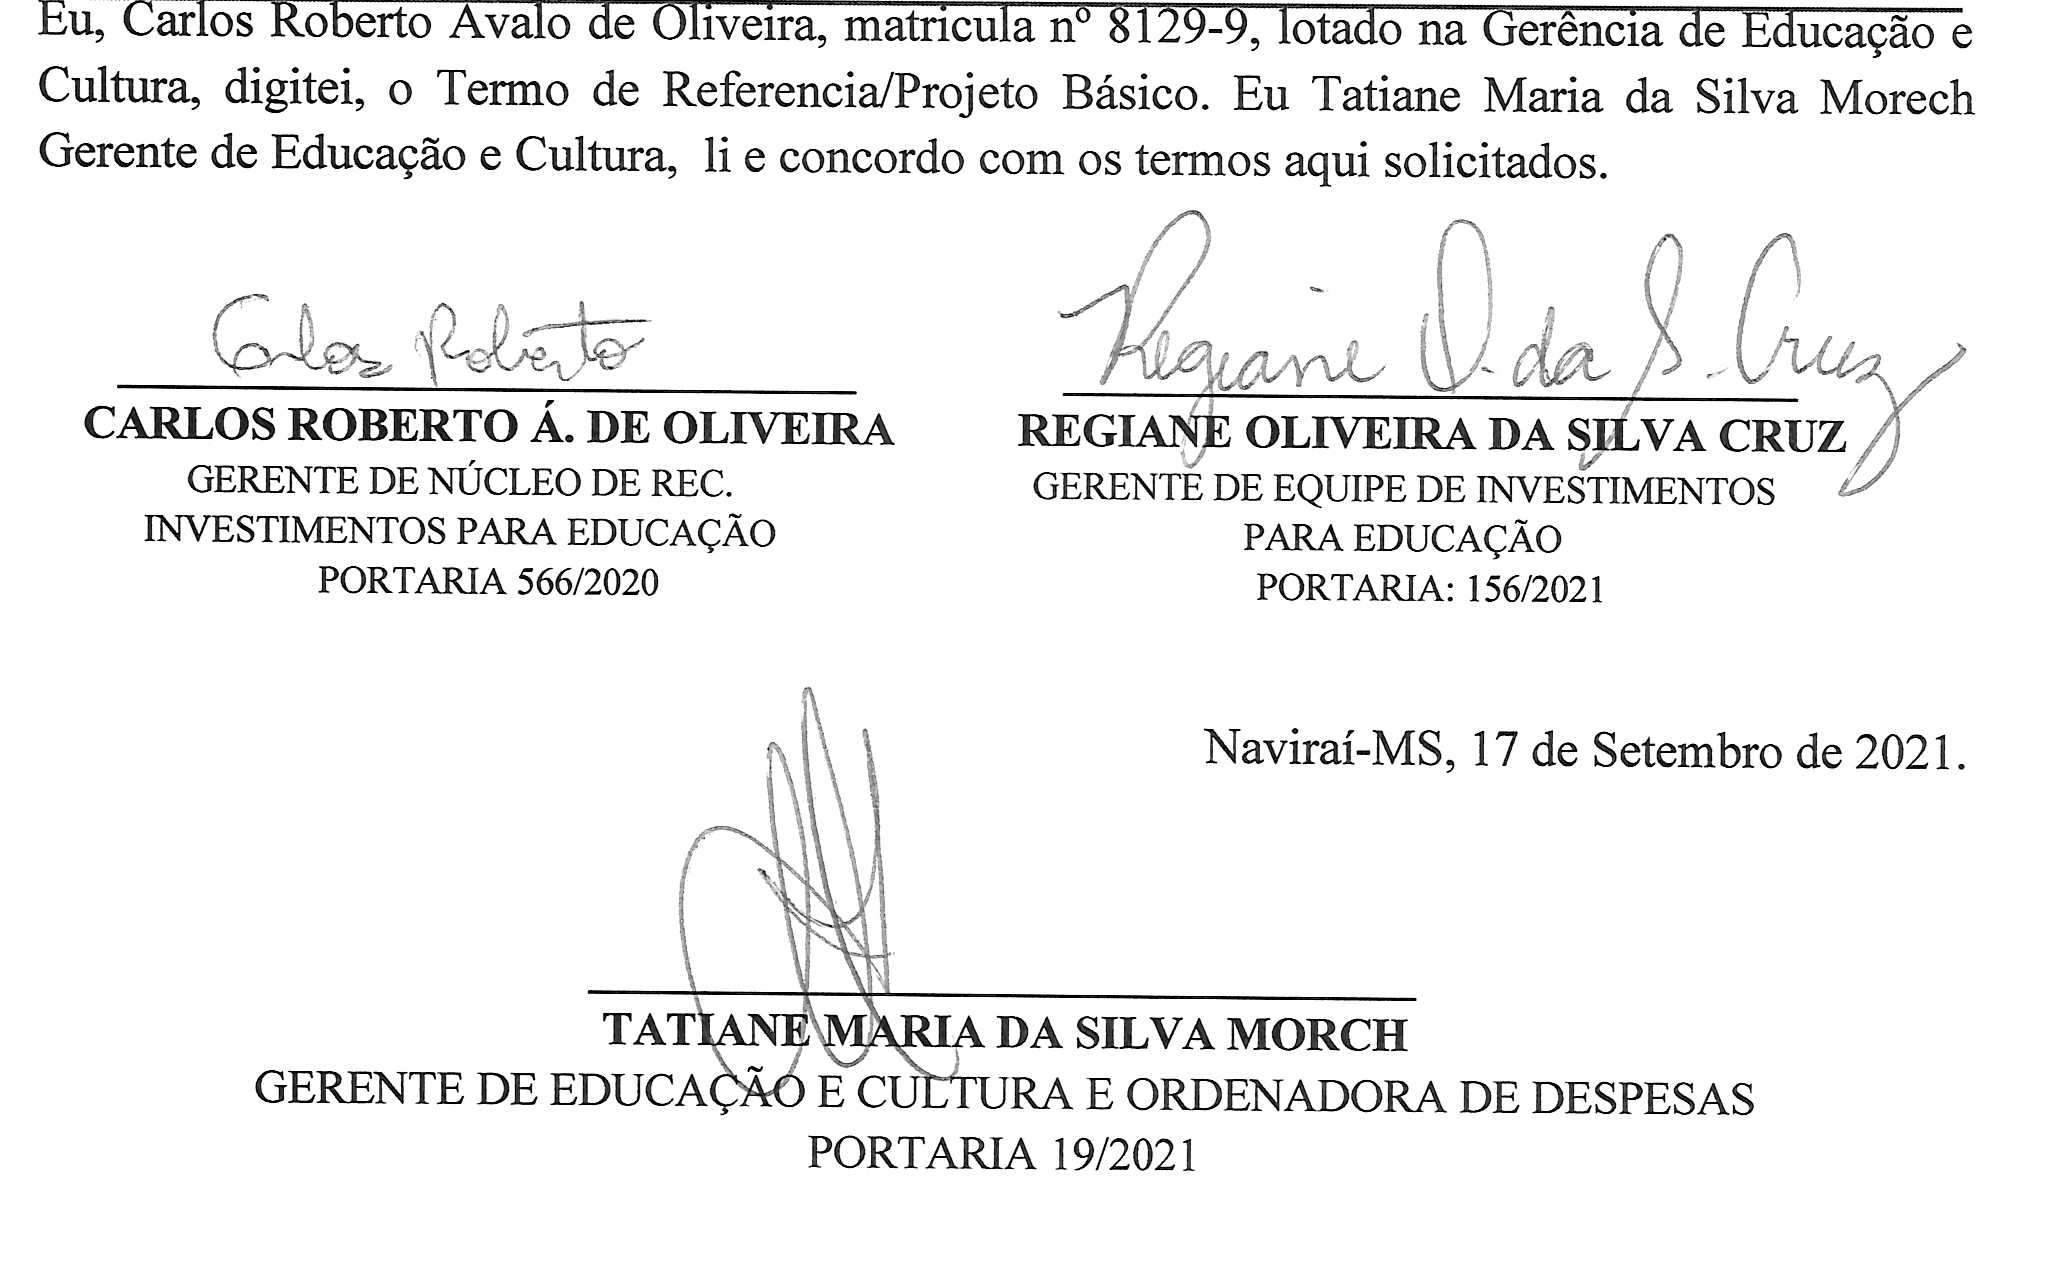 Eu, Carlos Roberto Avalo de Oliveira, matricula nº 8129-9, lotado na Gerência de Educação e
Cultura, digitei, o Termo de Referencia/Projeto Básico. Eu Tatiane Maria da Silva Morech
Gerente de Educação e Cultura, li e concordo com os termos aqui solicitados.
Carlos Roberto
CARLOS ROBERTO Á. DE OLIVEIRA
GERENTE DE NÚCLEO DE REC.
INVESTIMENTOS PARA EDUCAÇÃO
PORTARIA 566/2020
Regiane O. da S. Cruz
REGIANE OLIVEIRA DA SILVA CRUZ
GERENTE DE EQUIPE DE INVESTIMENTOS
PARA EDUCAÇÃO
PORTARIA: 156/2021
Naviraí-MS, 17 de Setembro de 2021.
TATIANE MARIA DA SILVA MORCH
GERENTE DE EDUCAÇÃO E CULTURA E ORDENADORA DE DESPESAS
PORTARIA 19/2021